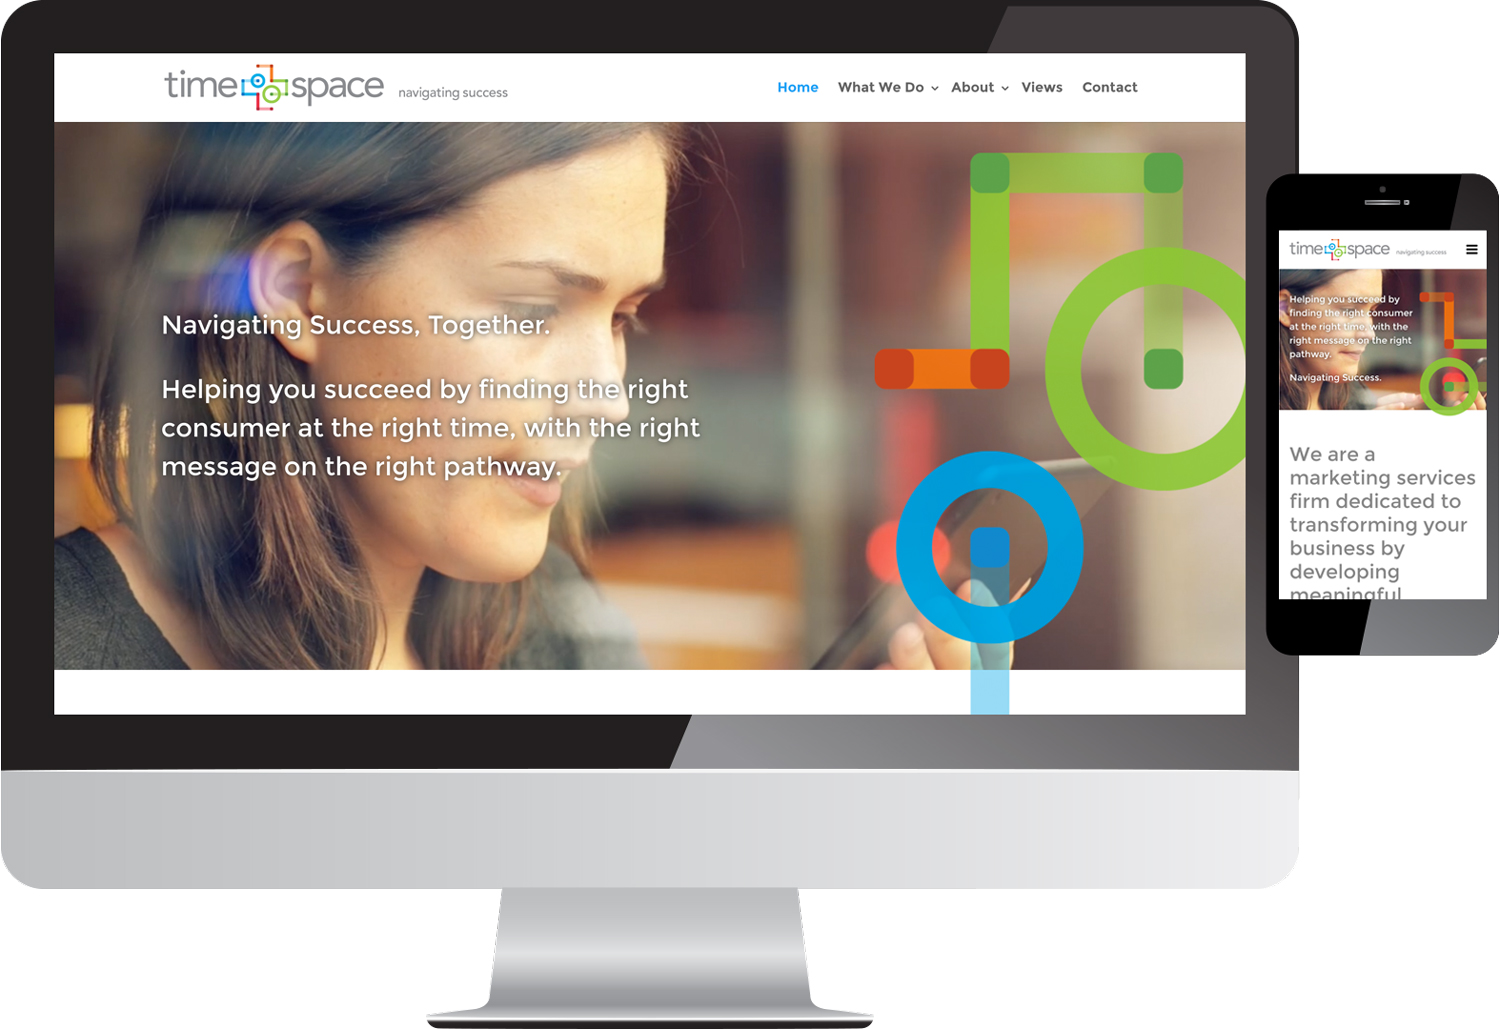 time space navigating success
Home What We Do About Views Contact
Navigating Success, Together.
Helping you succeed by finding the right
consumer at the right time, with the right
message on the right pathway.
time space navigating success
Helping you succeed by
finding the right consumer
at the right time, with the
right message on the right
pathway.
Navigating Success.
We are a
marketing services
firm dedicated to
transforming your
business by
developing
meaningful